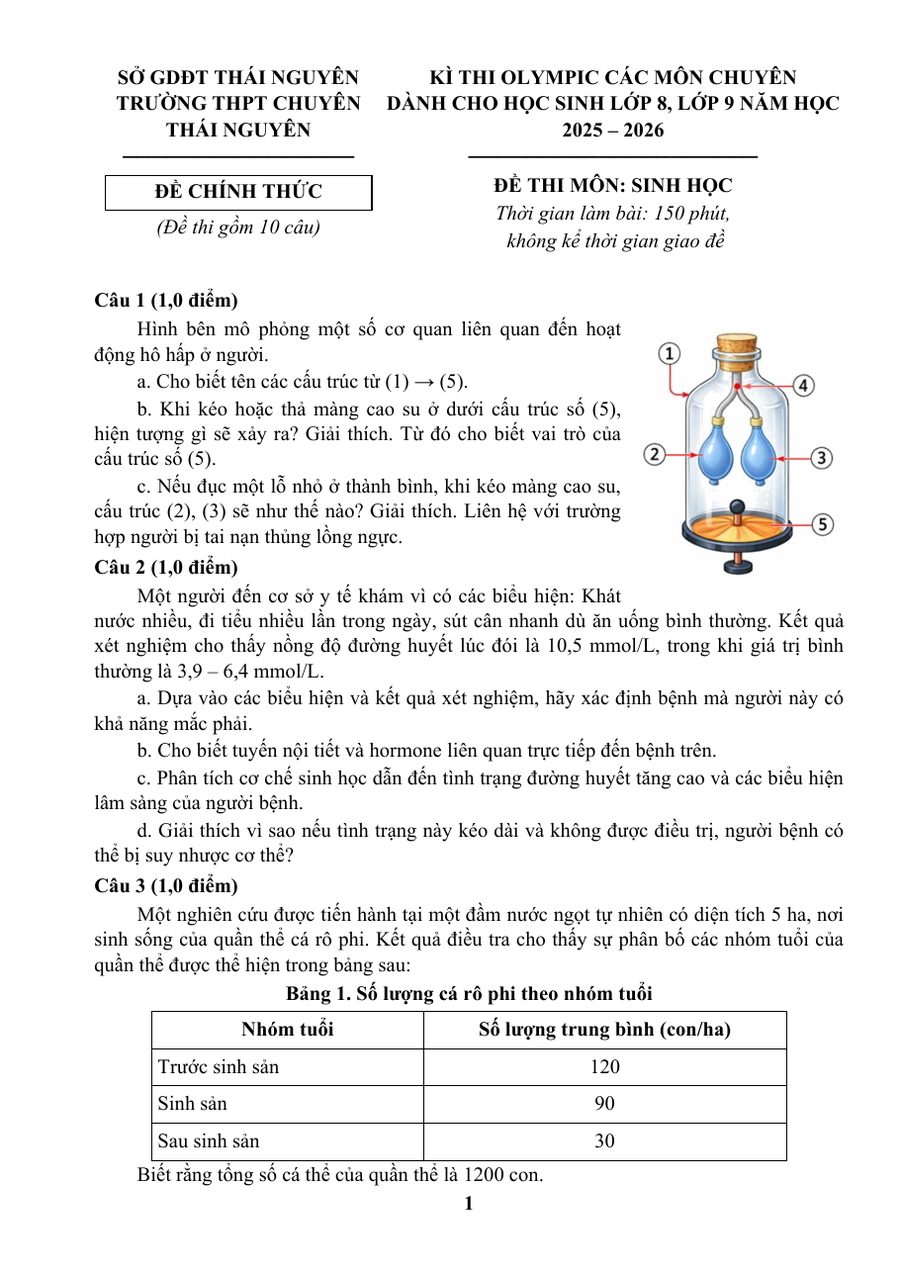 SỞ GDĐT THÁI NGUYÊN
TRƯỜNG THPT CHUYÊN
THÁI NGUYÊN
KÌ THI OLYMPIC CÁC MÔN CHUYÊN
DÀNH CHO HỌC SINH LỚP 8, LỚP 9 NĂM HỌC
2025 – 2026
ĐỀ CHÍNH THỨC
(Đề thi gồm 10 câu)
ĐỀ THI MÔN: SINH HỌC
Thời gian làm bài: 150 phút,
không kể thời gian giao đề
Câu 1 (1,0 điểm)
Hình bên mô phỏng một số cơ quan liên quan đến hoạt
động hô hấp ở người.
a. Cho biết tên các cấu trúc từ (1) → (5).
b. Khi kéo hoặc thả màng cao su ở dưới cấu trúc số (5),
hiện tượng gì sẽ xảy ra? Giải thích. Từ đó cho biết vai trò của
cấu trúc số (5).
c. Nếu đục một lỗ nhỏ ở thành bình, khi kéo màng cao su,
cấu trúc (2), (3) sẽ như thế nào? Giải thích. Liên hệ với trường
hợp người bị tai nạn thủng lồng ngực.
1
4
2
3
5
Câu 2 (1,0 điểm)
Một người đến cơ sở y tế khám vì có các biểu hiện: Khát
nước nhiều, đi tiểu nhiều lần trong ngày, sút cân nhanh dù ăn uống bình thường. Kết quả
xét nghiệm cho thấy nồng độ đường huyết lúc đói là 10,5 mmol/L, trong khi giá trị bình
thường là 3,9 – 6,4 mmol/L.
a. Dựa vào các biểu hiện và kết quả xét nghiệm, hãy xác định bệnh mà người này có
khả năng mắc phải.
b. Cho biết tuyến nội tiết và hormone liên quan trực tiếp đến bệnh trên.
c. Phân tích cơ chế sinh học dẫn đến tình trạng đường huyết tăng cao và các biểu hiện
lâm sàng của người bệnh.
d. Giải thích vì sao nếu tình trạng này kéo dài và không được điều trị, người bệnh có
thể bị suy nhược cơ thể?
Câu 3 (1,0 điểm)
Một nghiên cứu được tiến hành tại một đầm nước ngọt tự nhiên có diện tích 5 ha, nơi
sinh sống của quần thể cá rô phi. Kết quả điều tra cho thấy sự phân bố các nhóm tuổi của
quần thể được thể hiện trong bảng sau:
Bảng 1. Số lượng cá rô phi theo nhóm tuổi
Nhóm tuổi Số lượng trung bình (con/ha)
Trước sinh sản 120
Sinh sản 90
Sau sinh sản 30
Biết rằng tổng số cá thể của quần thể là 1200 con.
1